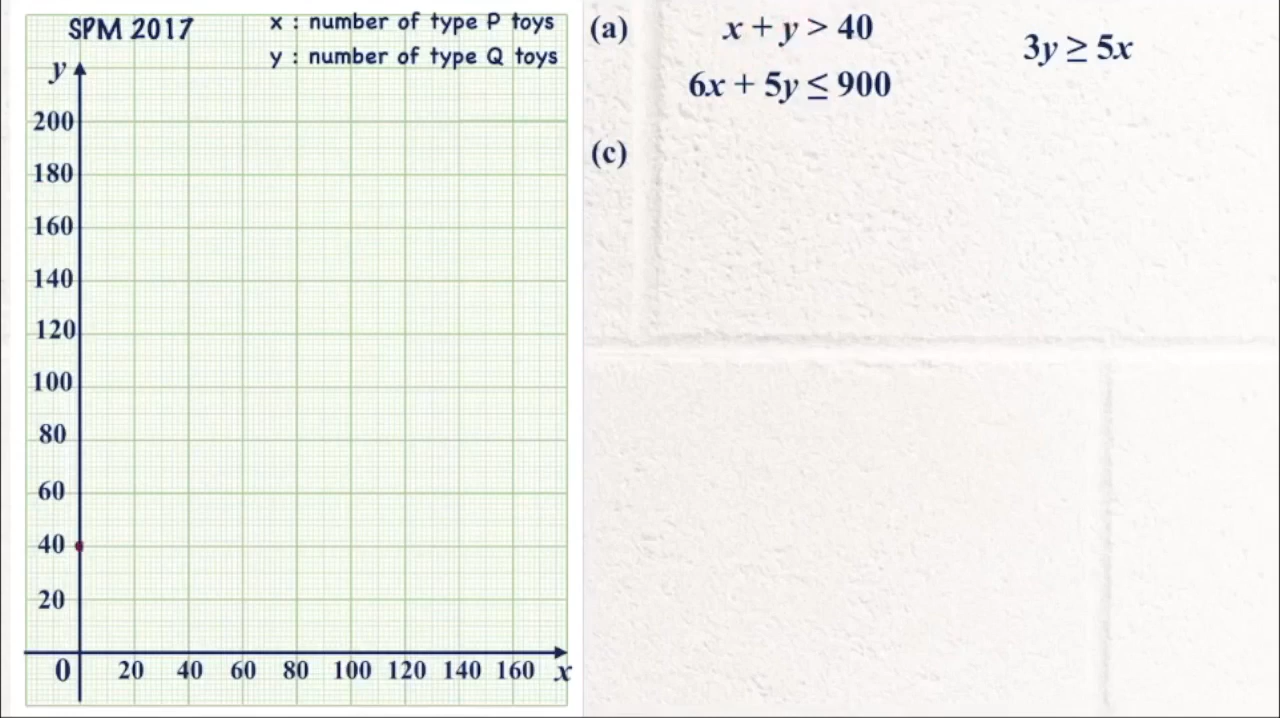 SPM 2017
x : number of type P toys
y : number of type Q toys
y
200
180
160
140
120
100
80
60
40
20
0 20 40 60 80 100 120 140 160 x
(a) x + y > 40
6x + 5y ≤ 900
3y ≥ 5x
(c)